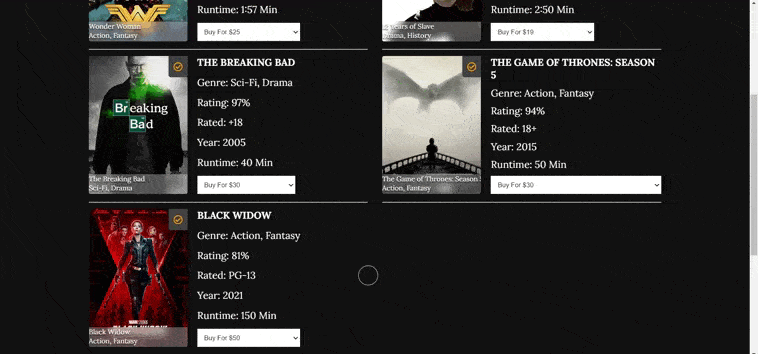 Wonder Woman
Action, Fantasy
Runtime: 1:57 Min
Buy For $25
Years of Slave
Drama, History
Runtime: 2:50 Min
Buy For $19
Breaking
Bad
The Breaking Bad
Sci-Fi, Drama
THE BREAKING BAD
Genre: Sci-Fi, Drama
Rating: 97%
Rated: +18
Year: 2005
Runtime: 40 Min
Buy For $30
The Game of Thrones: Season
Action, Fantasy
THE GAME OF THRONES: SEASON
5
Genre: Action, Fantasy
Rating: 94%
Rated: 18+
Year: 2015
Runtime: 50 Min
Buy For $30
Black Widow
Action, Fantasy
BLACK WIDOW
Genre: Action, Fantasy
Rating: 81%
Rated: PG-13
Year: 2021
Runtime: 150 Min
Buy For $50